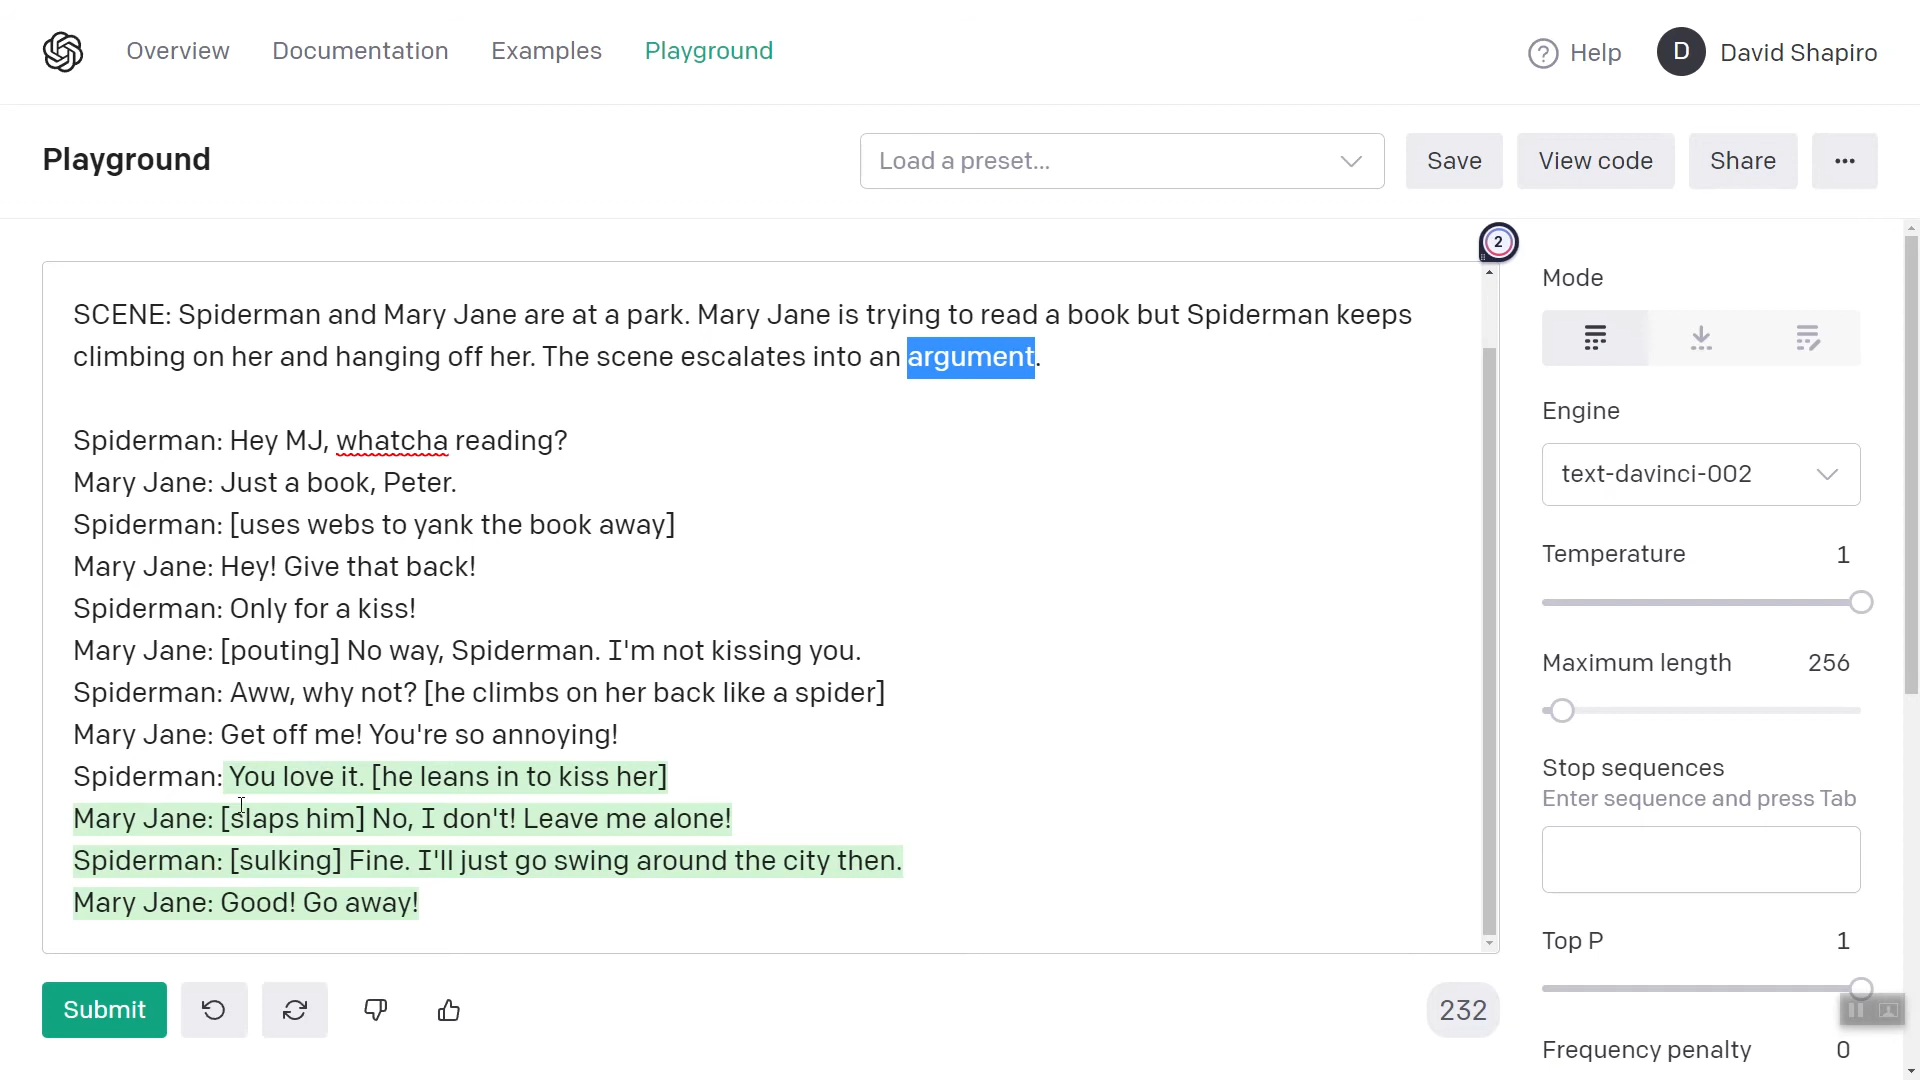 Overview Documentation Examples Playground
? Help D David Shapiro
Playground
Load a preset... Save View code Share ...
2
SCENE: Spiderman and Mary Jane are at a park. Mary Jane is trying to read a book but Spiderman keeps
climbing on her and hanging off her. The scene escalates into an argument.
Spiderman: Hey MJ, whatcha reading?
Mary Jane: Just a book, Peter.
Spiderman: [uses webs to yank the book away]
Mary Jane: Hey! Give that back!
Spiderman: Only for a kiss!
Mary Jane: [pouting] No way, Spiderman. I'm not kissing you.
Spiderman: Aww, why not? [he climbs on her back like a spider]
Mary Jane: Get off me! You're so annoying!
Spiderman: You love it. [he leans in to kiss her]
Mary Jane: [slaps him] No, I don't! Leave me alone!
Spiderman: [sulking] Fine. I'll just go swing around the city then.
Mary Jane: Good! Go away!
Submit
232
Mode
Engine
text-davinci-002
Temperature 1
Maximum length 256
Stop sequences
Enter sequence and press Tab
Top P 1
Frequency penalty 0